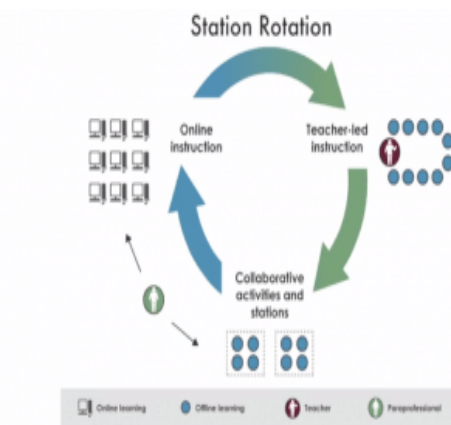 Station Rotation
Online
instruction
Teacher-led
instruction
Collaborative
activities and
stations
Online learning
Offline learning
Teacher
Paraprofessional